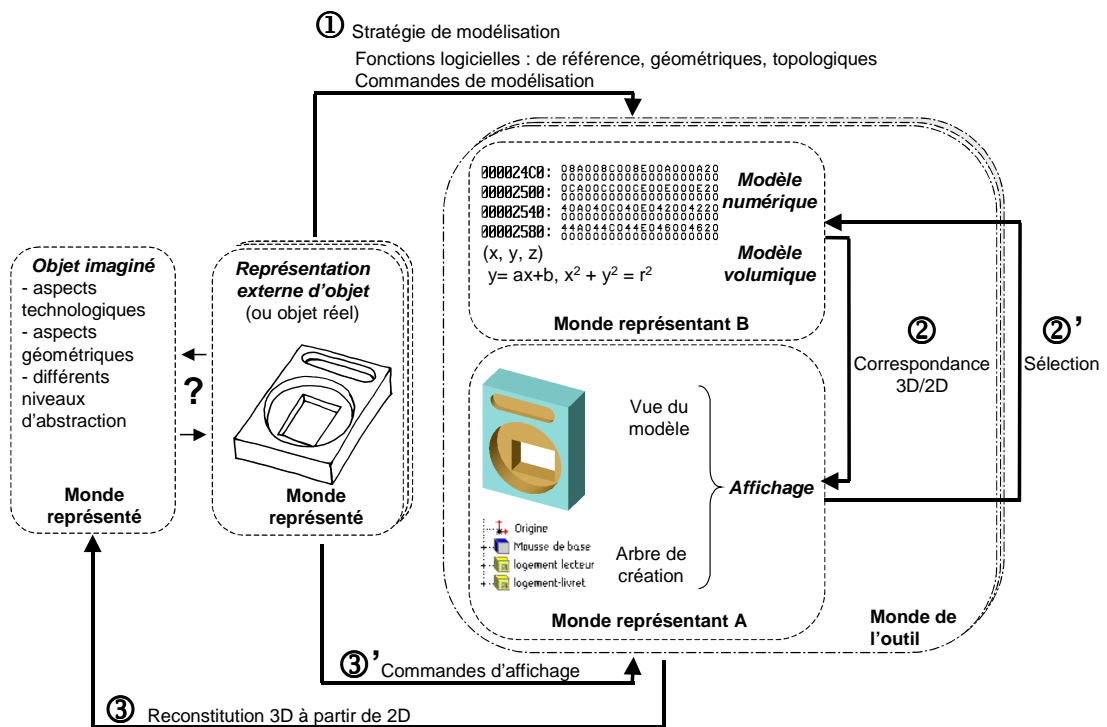 ① Stratégie de modélisation
Fonctions logicielles : de référence, géométriques, topologiques
Commandes de modélisation
Objet imaginé
- aspects
technologiques
- aspects
géométriques
- différents
niveaux
d'abstraction
Monde
représenté
?
Représentation
externe d'objet
(ou objet réel)
Monde
représenté
000024C0:
00002500:
00002540:
00002580:
Modèle
numérique
(x, y, z)
y= ax+b, x² + y² = r²
Modèle
volumique
Monde représentant B
②
Correspondance
3D/2D
②'
Sélection
Vue du
modèle
Affichage
Origine
Mousse de base
logement lecteur
logement-livret
Arbre de
création
Monde représentant A
Monde de
l'outil
③' Commandes d'affichage
③ Reconstitution 3D à partir de 2D